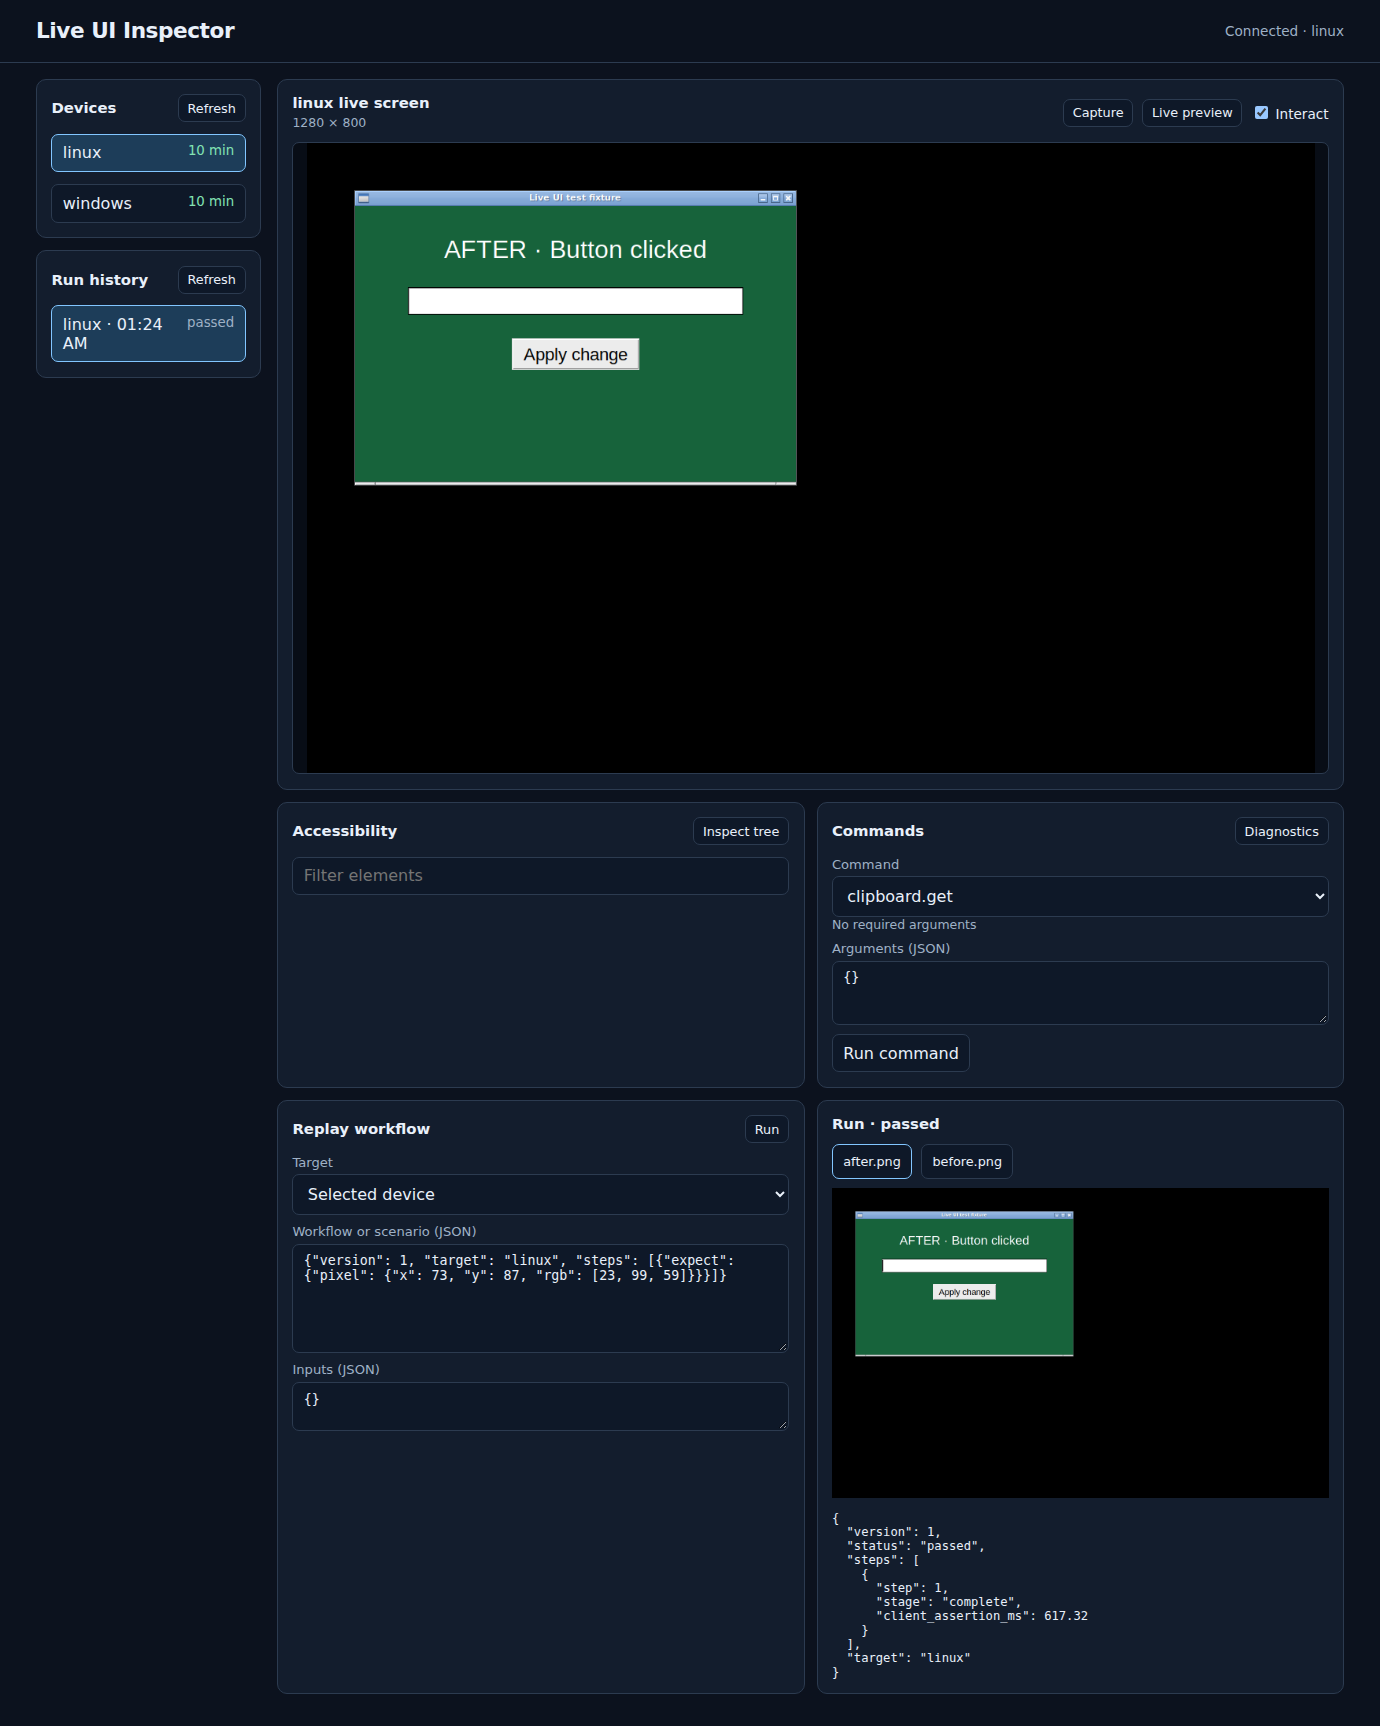 Live UI Inspector
Connected · linux
Devices
Refresh
linux
10 min
windows
10 min
Run history
Refresh
linux · 01:24 AM
passed
linux live screen
1280 × 800
Capture
Live preview
Interact
Live UI test fixture
AFTER · Button clicked
Apply change
Accessibility
Inspect tree
Filter elements
Commands
Diagnostics
Command
clipboard.get
No required arguments
Arguments (JSON)
{}
Run command
Replay workflow
Run
Target
Selected device
Workflow or scenario (JSON)
{"version": 1, "target": "linux", "steps": [{"expect":
{"pixel": {"x": 73, "y": 87, "rgb": [23, 99, 59]}}}]}
Inputs (JSON)
{}
Run · passed
after.png
before.png
Live UI test fixture
AFTER · Button clicked
Apply change
{
"version": 1,
"status": "passed",
"steps": [
{
"step": 1,
"stage": "complete",
"client_assertion_ms": 617.32
}
],
"target": "linux"
}